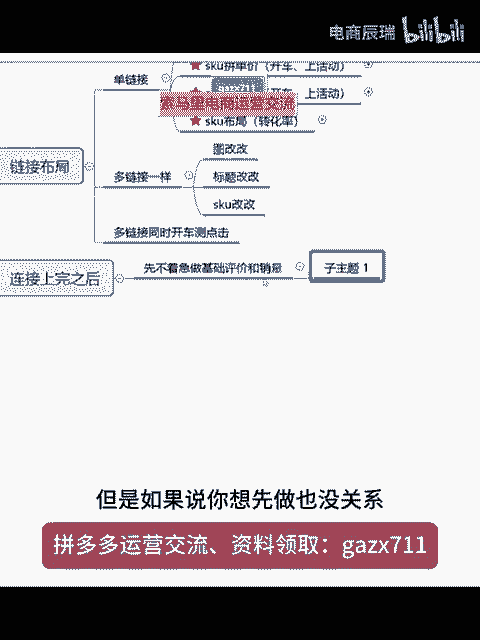 电商辰瑞 bilibili
★ sku拼单价（开车、上活动）
单链接
gazx711
开车、上活动）
多电商运营交流
★ sku布局（转化率）
链接布局
图改改
多链接一样
标题改改
sku改改
多链接同时开车测点击
连接上完之后
先不着急做基础评价和销量
子主题 1
但是如果说你想先做也没关系
拼多多运营交流、资料领取：gazx711